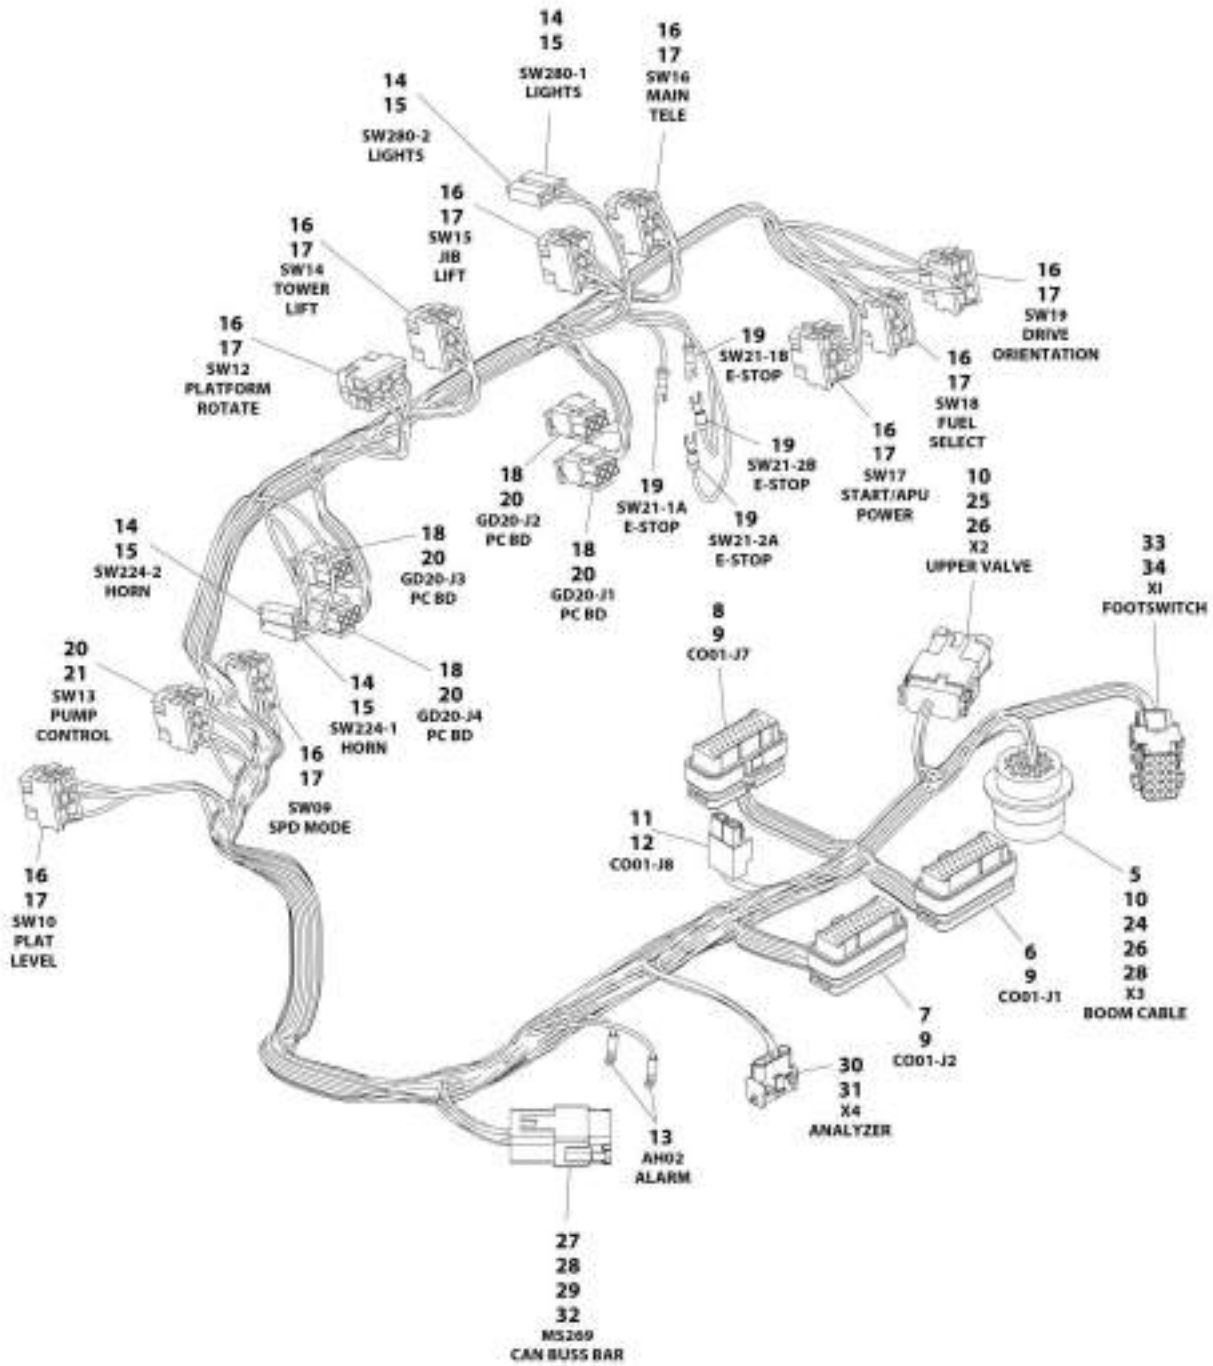 14
15
SW280-1
LIGHTS
16
17
SW16
MAIN
TELE
14
15
SW280-2
LIGHTS
16
17
SW15
JIB
LIFT
16
17
SW14
TOWER
LIFT
16
17
SW12
PLATFORM
ROTATE
16
17
SW19
DRIVE
ORIENTATION
19
SW21-1B
E-STOP
16
17
SW18
FUEL
SELECT
16
17
SW17
START/APU
POWER
19
SW21-2B
E-STOP
18
20
GD20-J2
PC BD
19
SW21-1A
E-STOP
19
SW21-2A
E-STOP
18
20
GD20-J1
PC BD
10
25
26
X2
UPPER VALVE
33
34
X1
FOOTSWITCH
14
15
SW224-2
HORN
18
20
GD20-J3
PC BD
8
9
CO01-J7
20
21
SW13
PUMP
CONTROL
14
15
SW224-1
HORN
18
20
GD20-J4
PC BD
16
17
SW09
SPD MODE
11
12
CO01-J8
16
17
SW10
PLAT
LEVEL
5
10
24
26
28
X3
BOOM CABLE
6
9
CO01-J1
7
9
CO01-J2
30
31
X4
ANALYZER
13
AH02
ALARM
27
28
29
32
MS269
CAN BUSS BAR